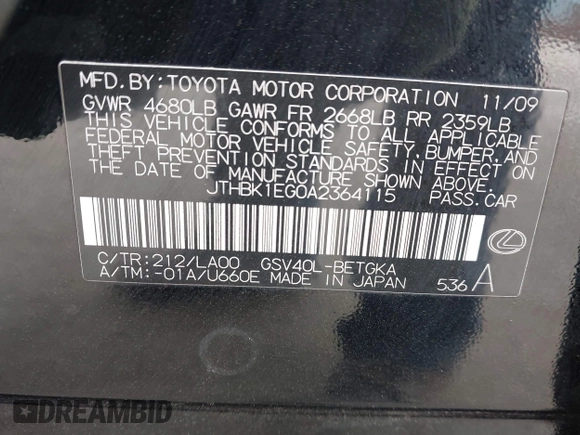 MFD. BY: TOYOTA MOTOR CORPORATION 11/09
GVWR 4680LB GAWR FR 2668LB RR 2359LB
THIS VEHICLE CONFORMS TO ALL APPLICABLE
FEDERAL MOTOR VEHICLE SAFETY, BUMPER, AND
THEFT PREVENTION STANDARDS IN EFFECT ON
THE DATE OF MANUFACTURE SHOWN ABOVE.
JTHBK1EG0A2364115 PASS.CAR
C/TR: 212/LA00 GSV40L-BETGKA
A/TM: -01A/U660E MADE IN JAPAN 536 A
DREAMBID